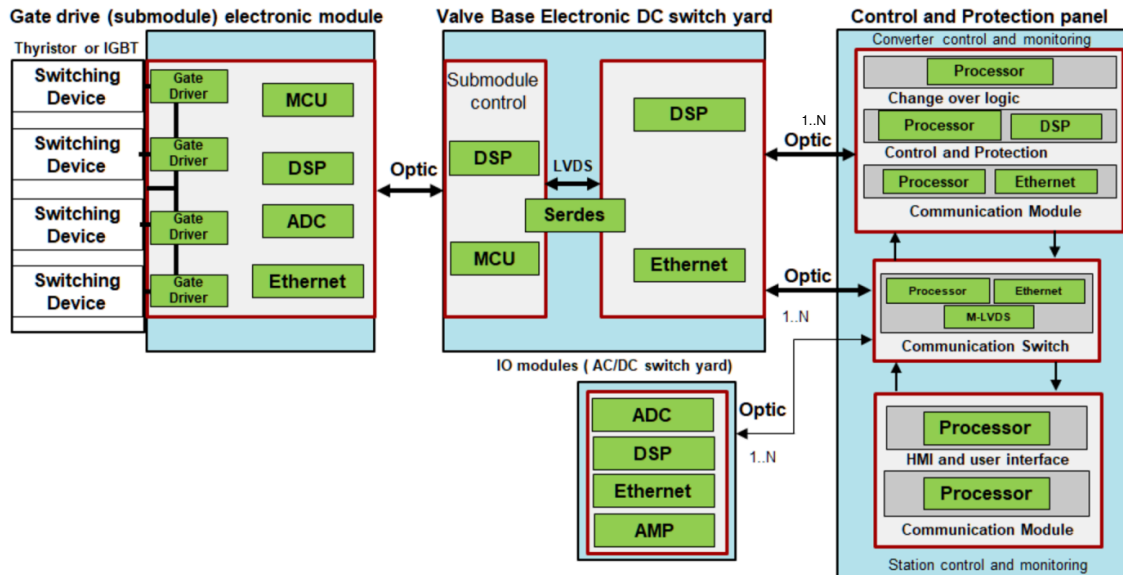 Gate drive (submodule) electronic module
Thyristor or IGBT
Switching
Device
Switching
Device
Switching
Device
Switching
Device
Gate
Driver
Gate
Driver
Gate
Driver
Gate
Driver
MCU
DSP
ADC
Ethernet
Optic
Valve Base Electronic DC switch yard
Submodule
control
DSP
MCU
LVDS
Serdes
DSP
Ethernet
1..N
Optic
Optic
1..N
IO modules ( AC/DC switch yard)
ADC
DSP
Ethernet
AMP
Optic
1..N
Control and Protection panel
Converter control and monitoring
Processor
Change over logic
Processor
DSP
Control and Protection
Processor
Ethernet
Communication Module
Processor
Ethernet
M-LVDS
Communication Switch
Processor
HMI and user interface
Processor
Communication Module
Station control and monitoring